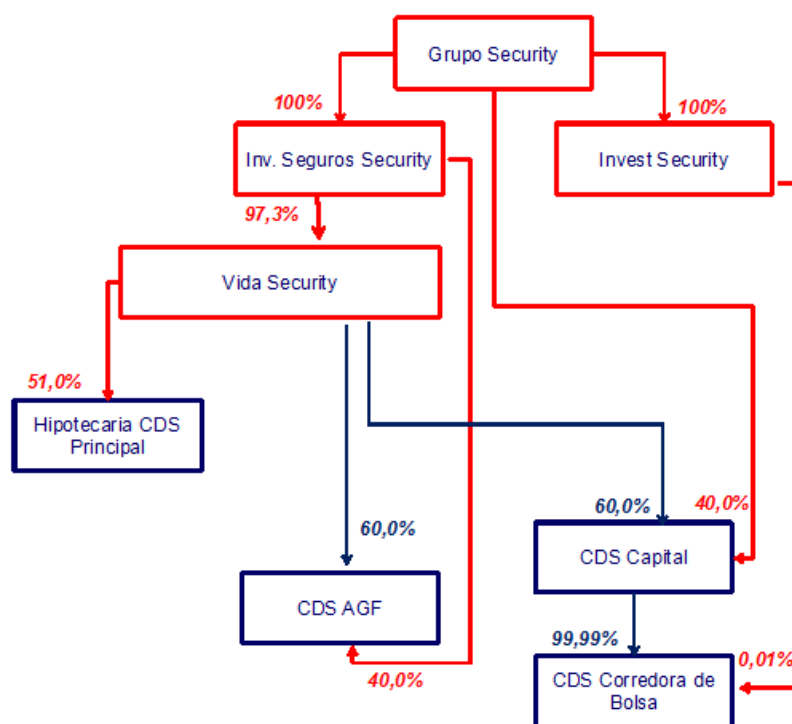 Grupo Security
100%
100%
Inv. Seguros Security
Invest Security
97,3%
Vida Security
51,0%
Hipotecaria CDS
Principal
60,0%
40,0%
60,0%
CDS Capital
CDS AGF
99,99%
40,0%
0,01%
CDS Corredora de
Bolsa